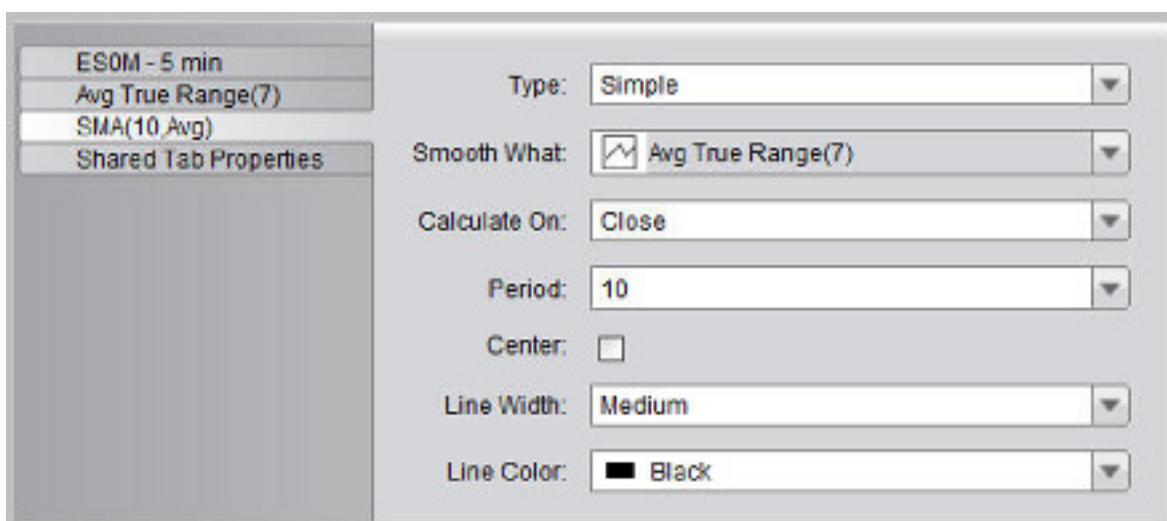 ES0M - 5 min
Avg True Range(7)
SMA(10,Avg)
Shared Tab Properties
Type: Simple
Smooth What: Avg True Range(7)
Calculate On: Close
Period: 10
Center:
Line Width: Medium
Line Color: Black